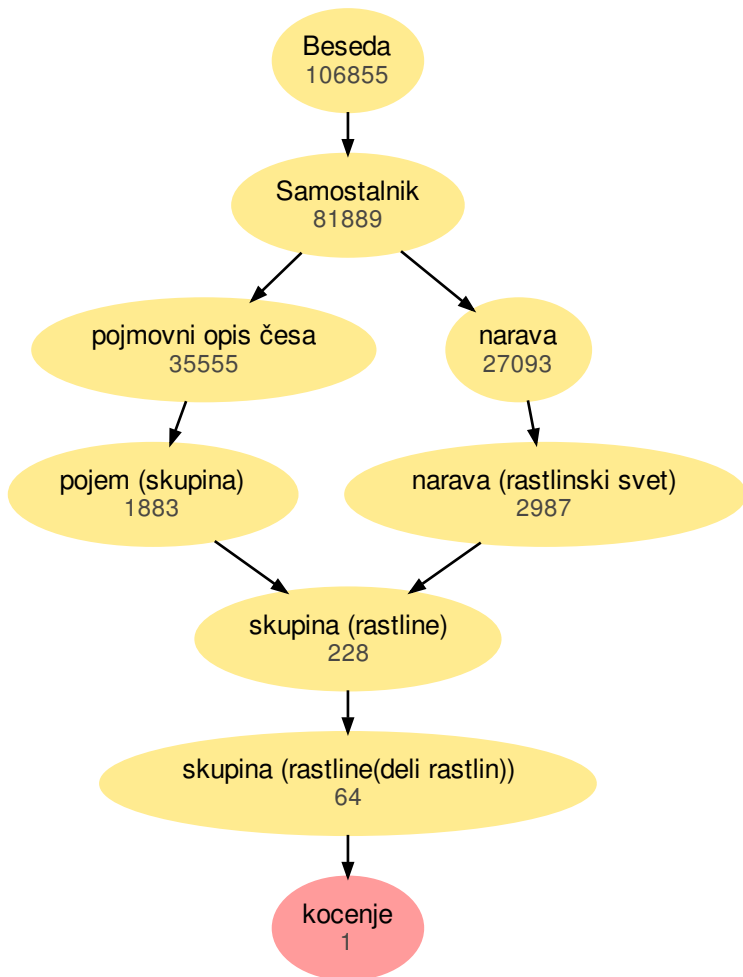 Beseda
106855
Samostalnik
81889
pojmovni opis česa
35555
narava
27093
pojem (skupina)
1883
narava (rastlinski svet)
2987
skupina (rastline)
228
skupina (rastline(deli rastlin))
64
kocenje
1